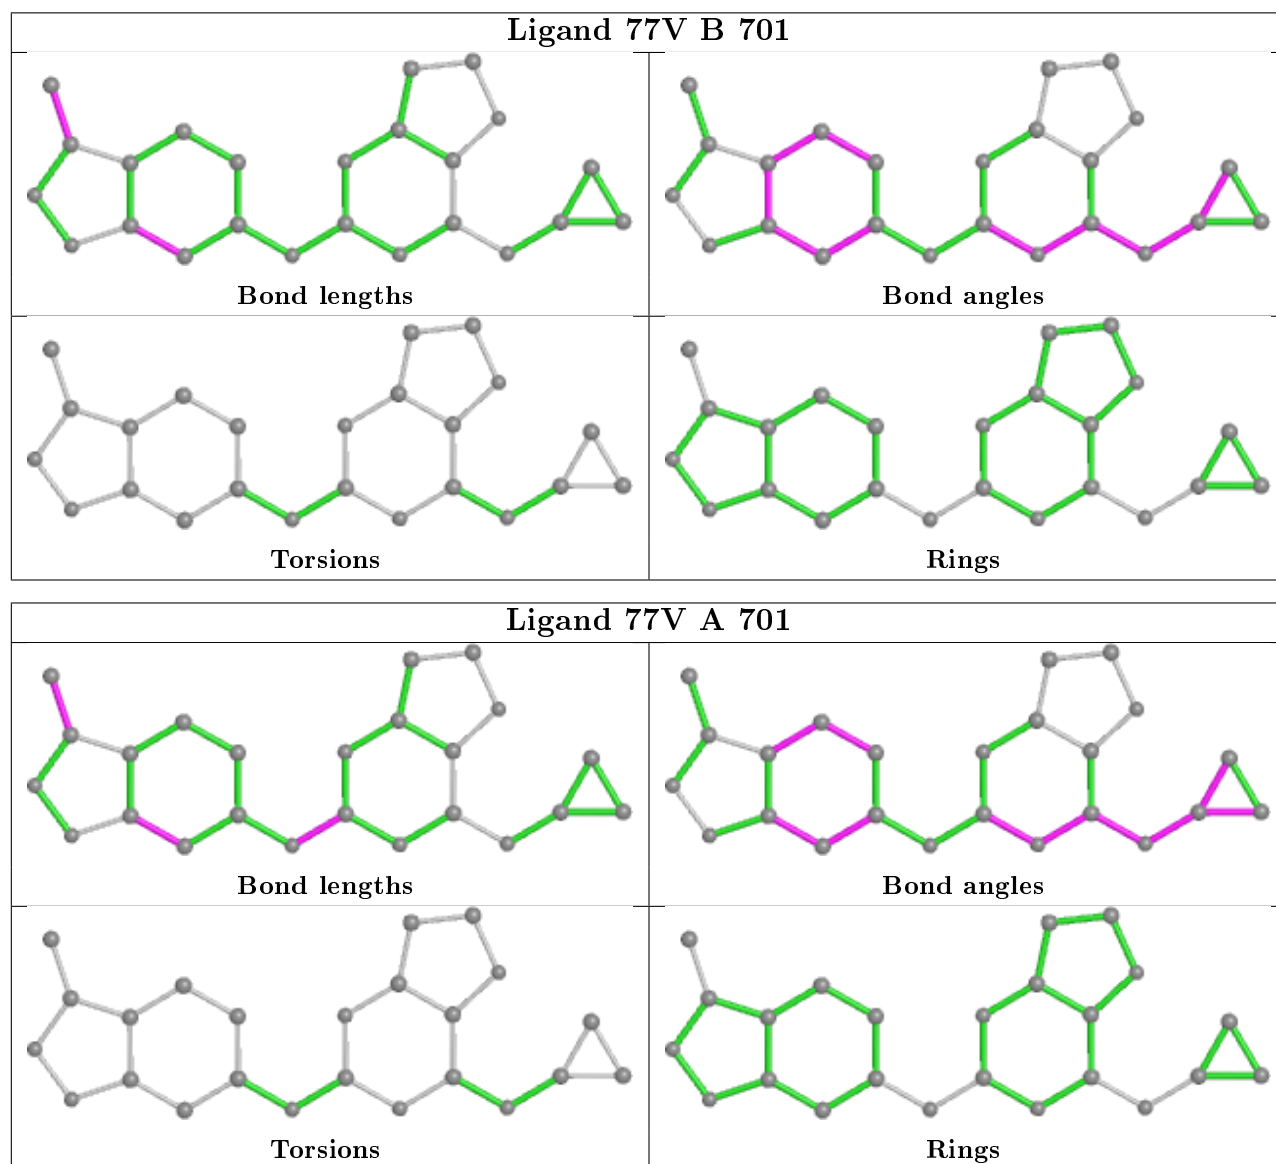 Ligand 77V B 701
Bond lengths
Bond angles
Torsions
Rings
Ligand 77V A 701
Bond lengths
Bond angles
Torsions
Rings